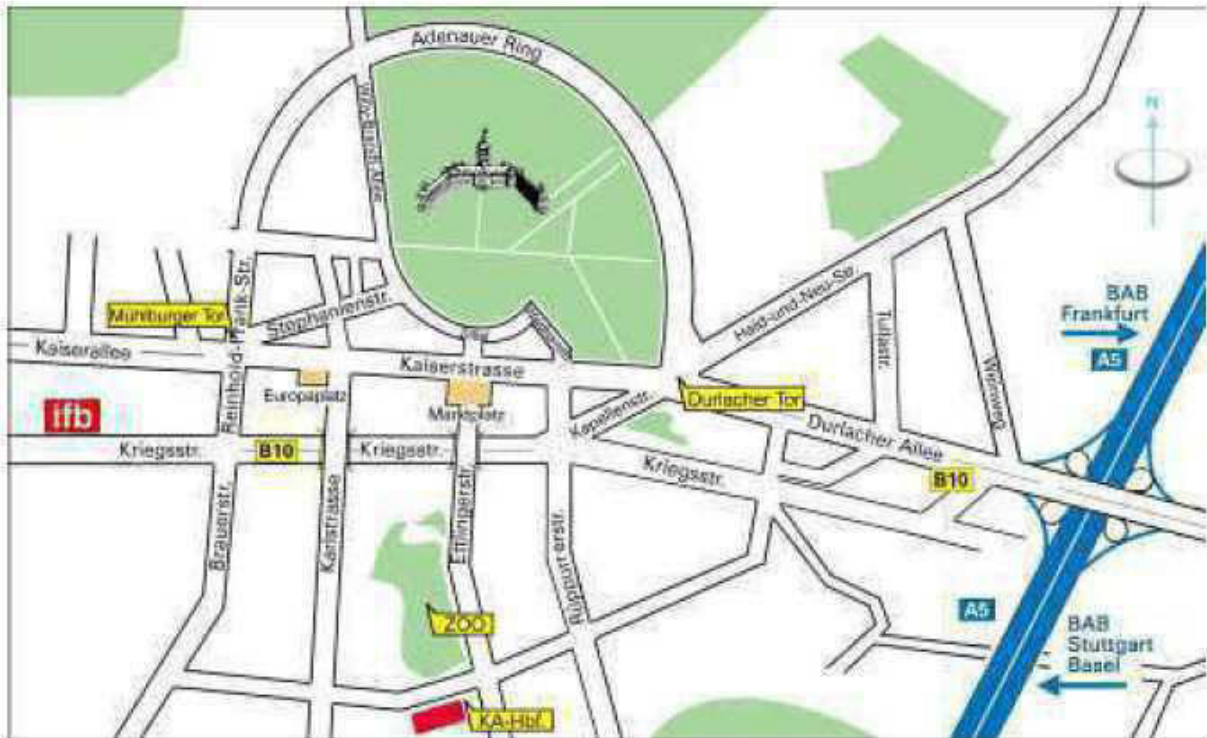 Adenauer Ring
N
BAB
Frankfurt
A5
Reinhold-Frank-Str.
Mühlburger Tor
Stephanienstr.
Haid-und-Neu-Str.
Tullastr.
Weinweg
Kaiserallee
Kaiserstrasse
Europaplatz
Marktplatz
Kapellenstr.
Durlacher Tor
Durlacher Allee
ifb
Kriegsstr.
B10
Kriegsstr.
Kriegsstr.
B10
Brauerstr.
Karlstrasse
Ettlingerstr.
Rüppurrerstr.
ZOO
A5
BAB
Stuttgart
Basel
KA-Hbf.